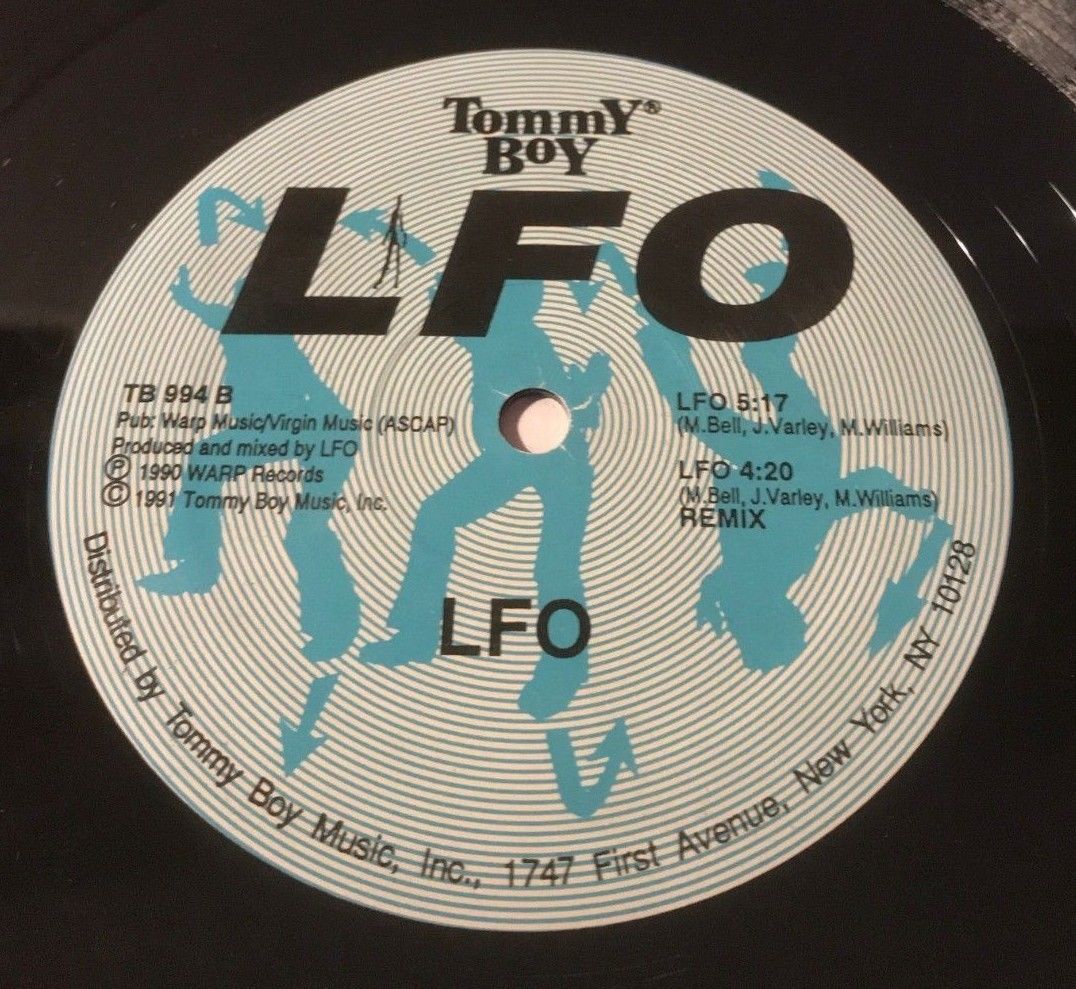 Tommy®
Boy
LFO
TB 994 B
Pub: Warp Music/Virgin Music (ASCAP)
Produced and mixed by LFO
Ⓟ 1990 WARP Records
© 1991 Tommy Boy Music, Inc.
LFO 5:17
(M.Bell, J.Varley, M.Williams)
LFO 4:20
(M.Bell, J.Varley, M.Williams)
REMIX
LFO
Distributed by Tommy Boy Music, Inc., 1747 First Avenue, New York, NY 10128